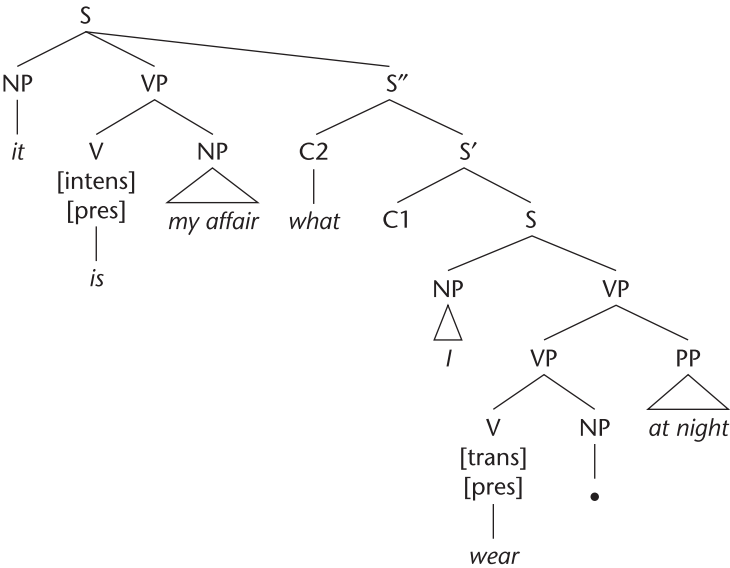 S
NP VP S″
it V NP C2 S′
[intens]
[pres] my affair what C1 S
is
NP VP
I VP PP
V NP at night
[trans]
[pres]
wear